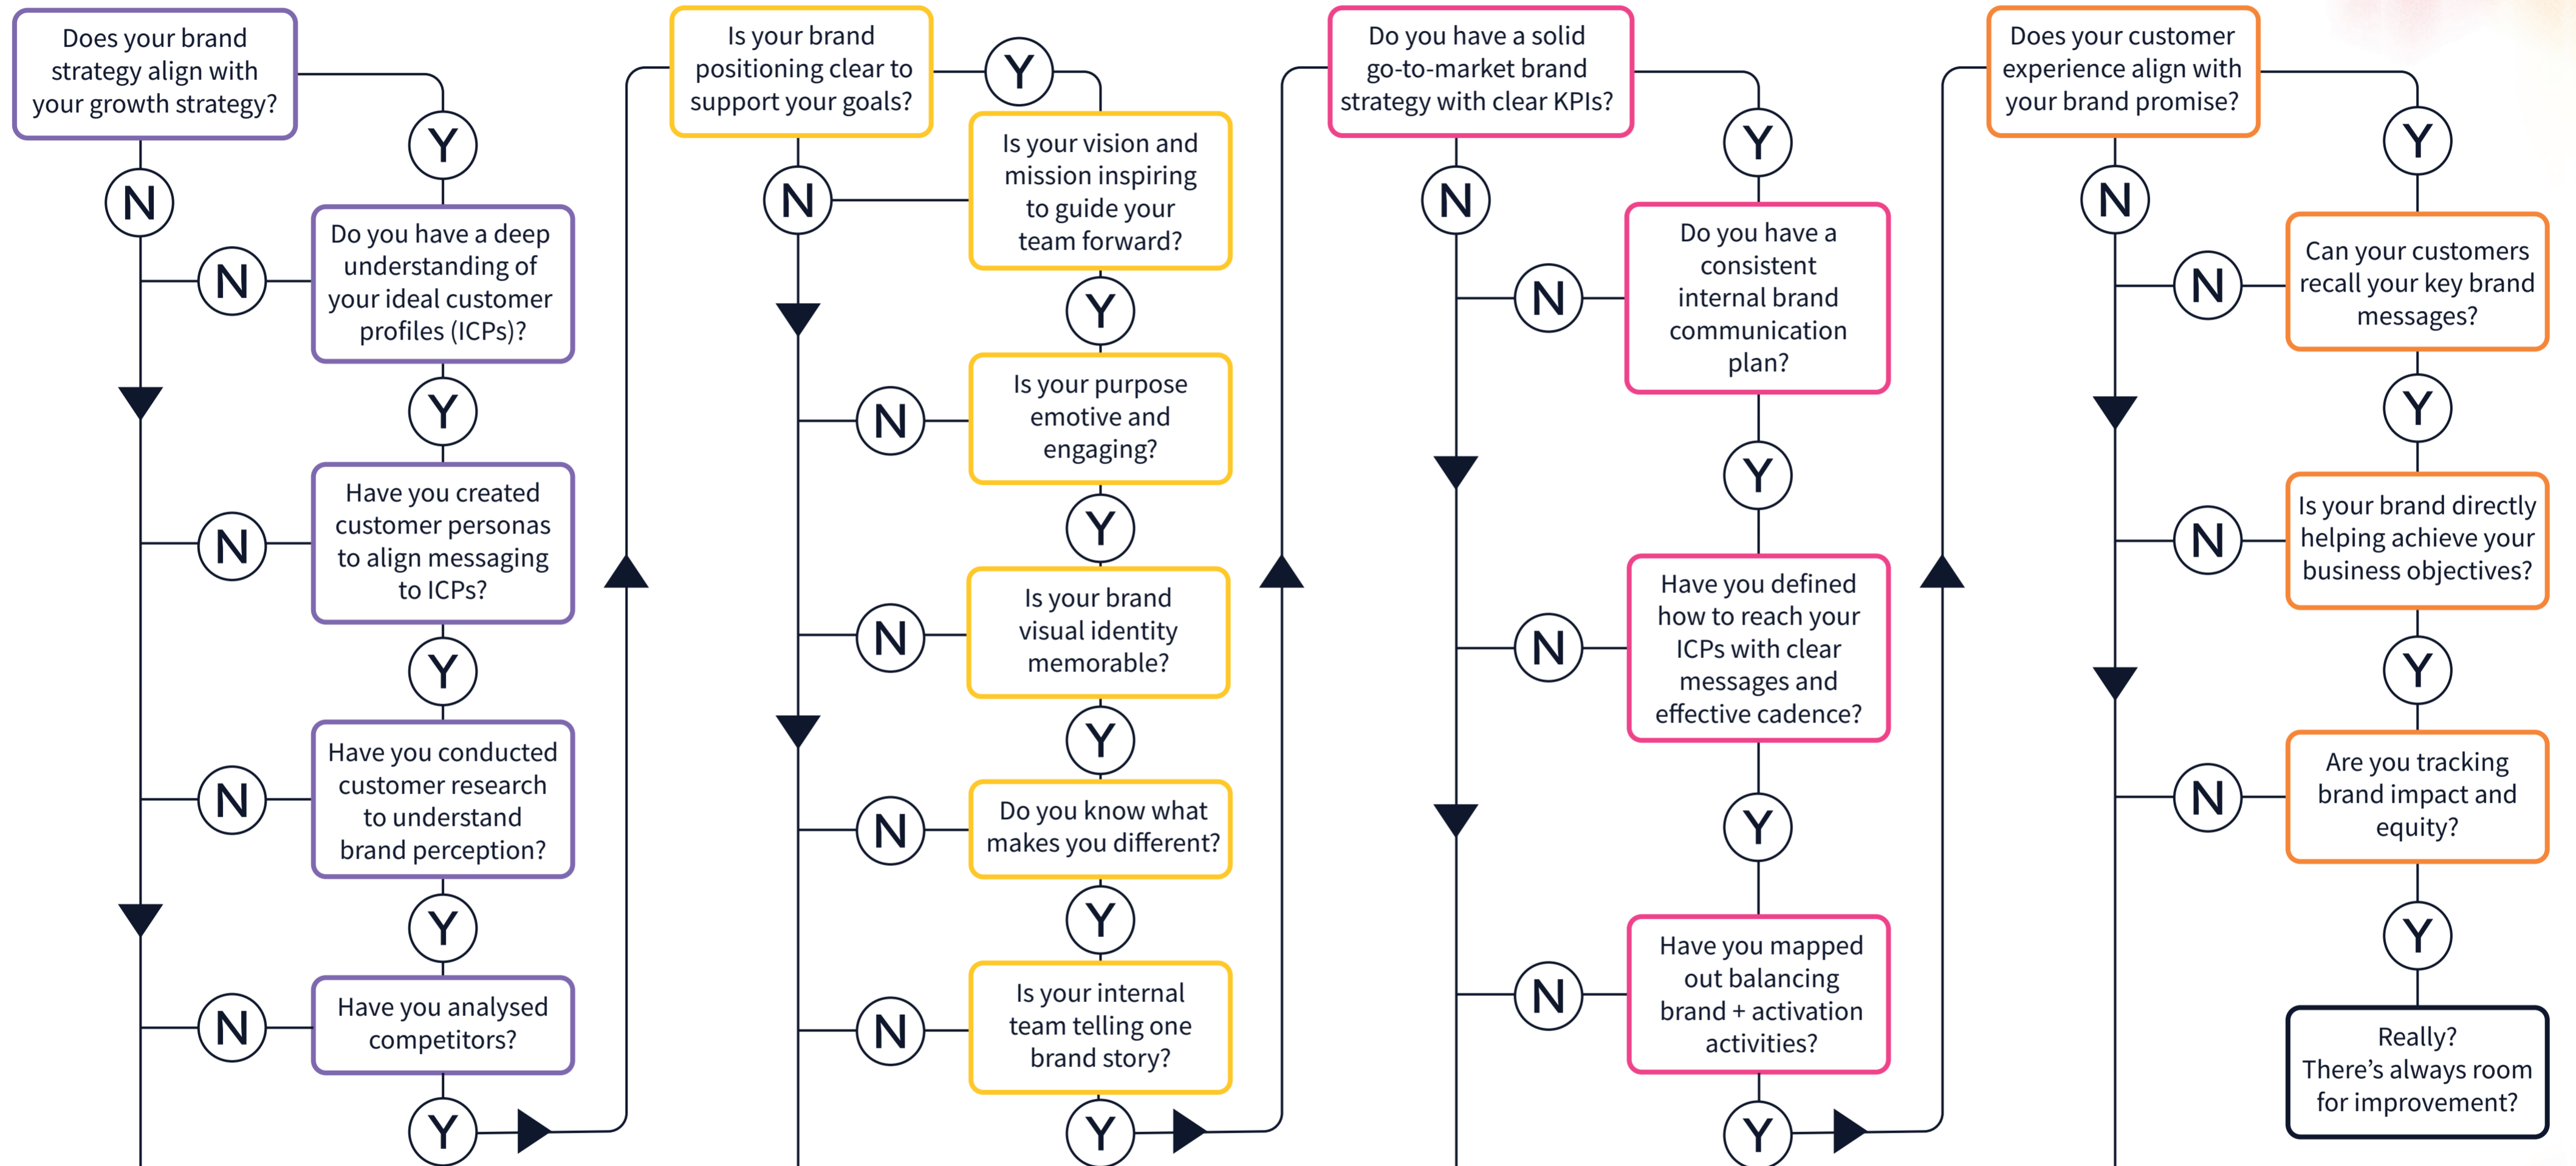 Does your brand
strategy align with
your growth strategy?
Y
N
Do you have a deep
understanding of
your ideal customer
profiles (ICPs)?
N
Y
Have you created
customer personas
to align messaging
to ICPs?
N
Y
Have you conducted
customer research
to understand
brand perception?
N
Y
Have you analysed
competitors?
N
Y
Is your brand
positioning clear to
support your goals?
Y
N
Is your vision and
mission inspiring
to guide your
team forward?
Y
Is your purpose
emotive and
engaging?
N
Y
Is your brand
visual identity
memorable?
N
Y
Do you know what
makes you different?
N
Y
Is your internal
team telling one
brand story?
N
Y
Do you have a solid
go-to-market brand
strategy with clear KPIs?
Y
N
Do you have a
consistent
internal brand
communication
plan?
N
Y
Have you defined
how to reach your
ICPs with clear
messages and
effective cadence?
N
Y
Have you mapped
out balancing
brand + activation
activities?
N
Y
Does your customer
experience align with
your brand promise?
Y
N
Can your customers
recall your key brand
messages?
N
Y
Is your brand directly
helping achieve your
business objectives?
N
Y
Are you tracking
brand impact and
equity?
N
Y
Really?
There’s always room
for improvement?